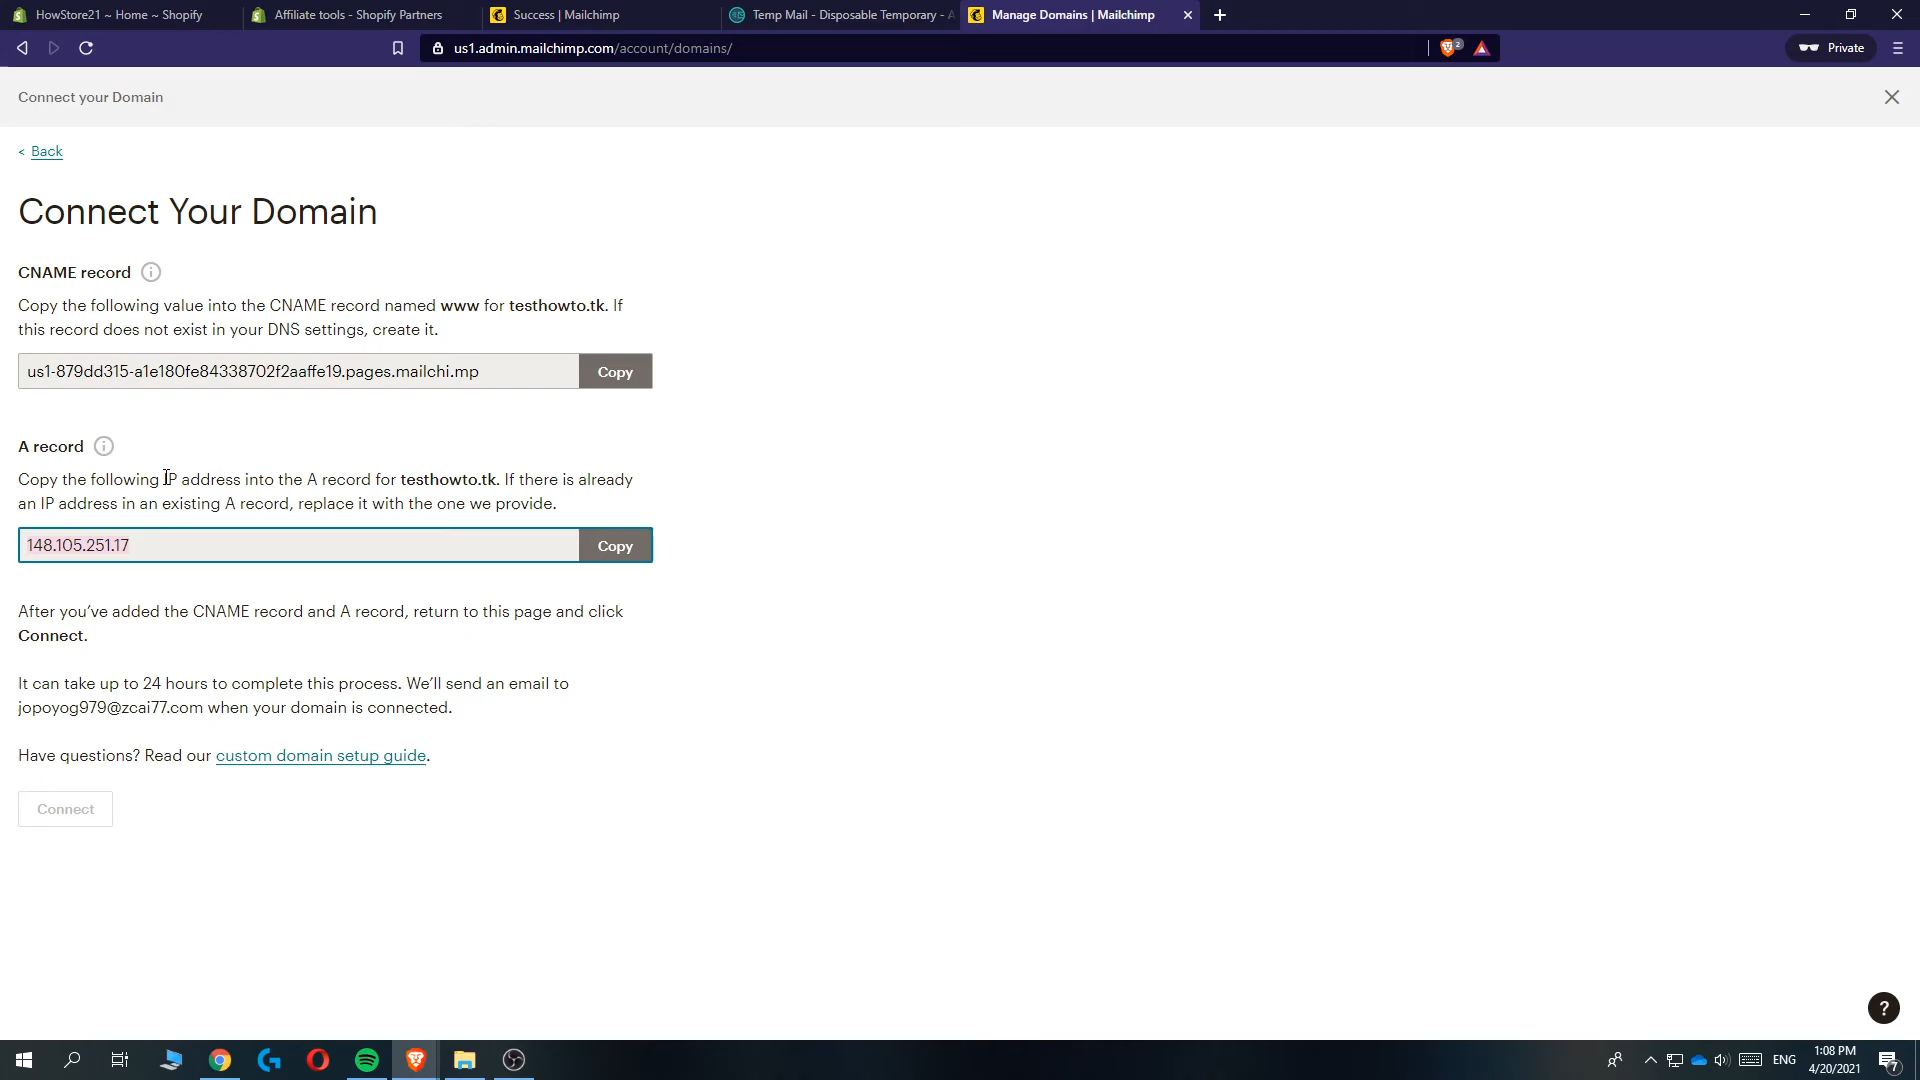 HowStore21 ~ Home ~ Shopify
Affiliate tools - Shopify Partners
Success | Mailchimp
Temp Mail - Disposable Temporary - A
Manage Domains | Mailchimp
us1.admin.mailchimp.com/account/domains/
2
Private
Connect your Domain
< Back
Connect Your Domain
CNAME record
Copy the following value into the CNAME record named www for testhowto.tk. If
this record does not exist in your DNS settings, create it.
us1-879dd315-a1e180fe84338702f2aaffe19.pages.mailchi.mp
Copy
A record
Copy the following IP address into the A record for testhowto.tk. If there is already
an IP address in an existing A record, replace it with the one we provide.
148.105.251.17
Copy
After you've added the CNAME record and A record, return to this page and click
Connect.
It can take up to 24 hours to complete this process. We'll send an email to
jopoyog979@zcai77.com when your domain is connected.
Have questions? Read our custom domain setup guide.
Connect
?
ENG
1:08 PM
4/20/2021
7